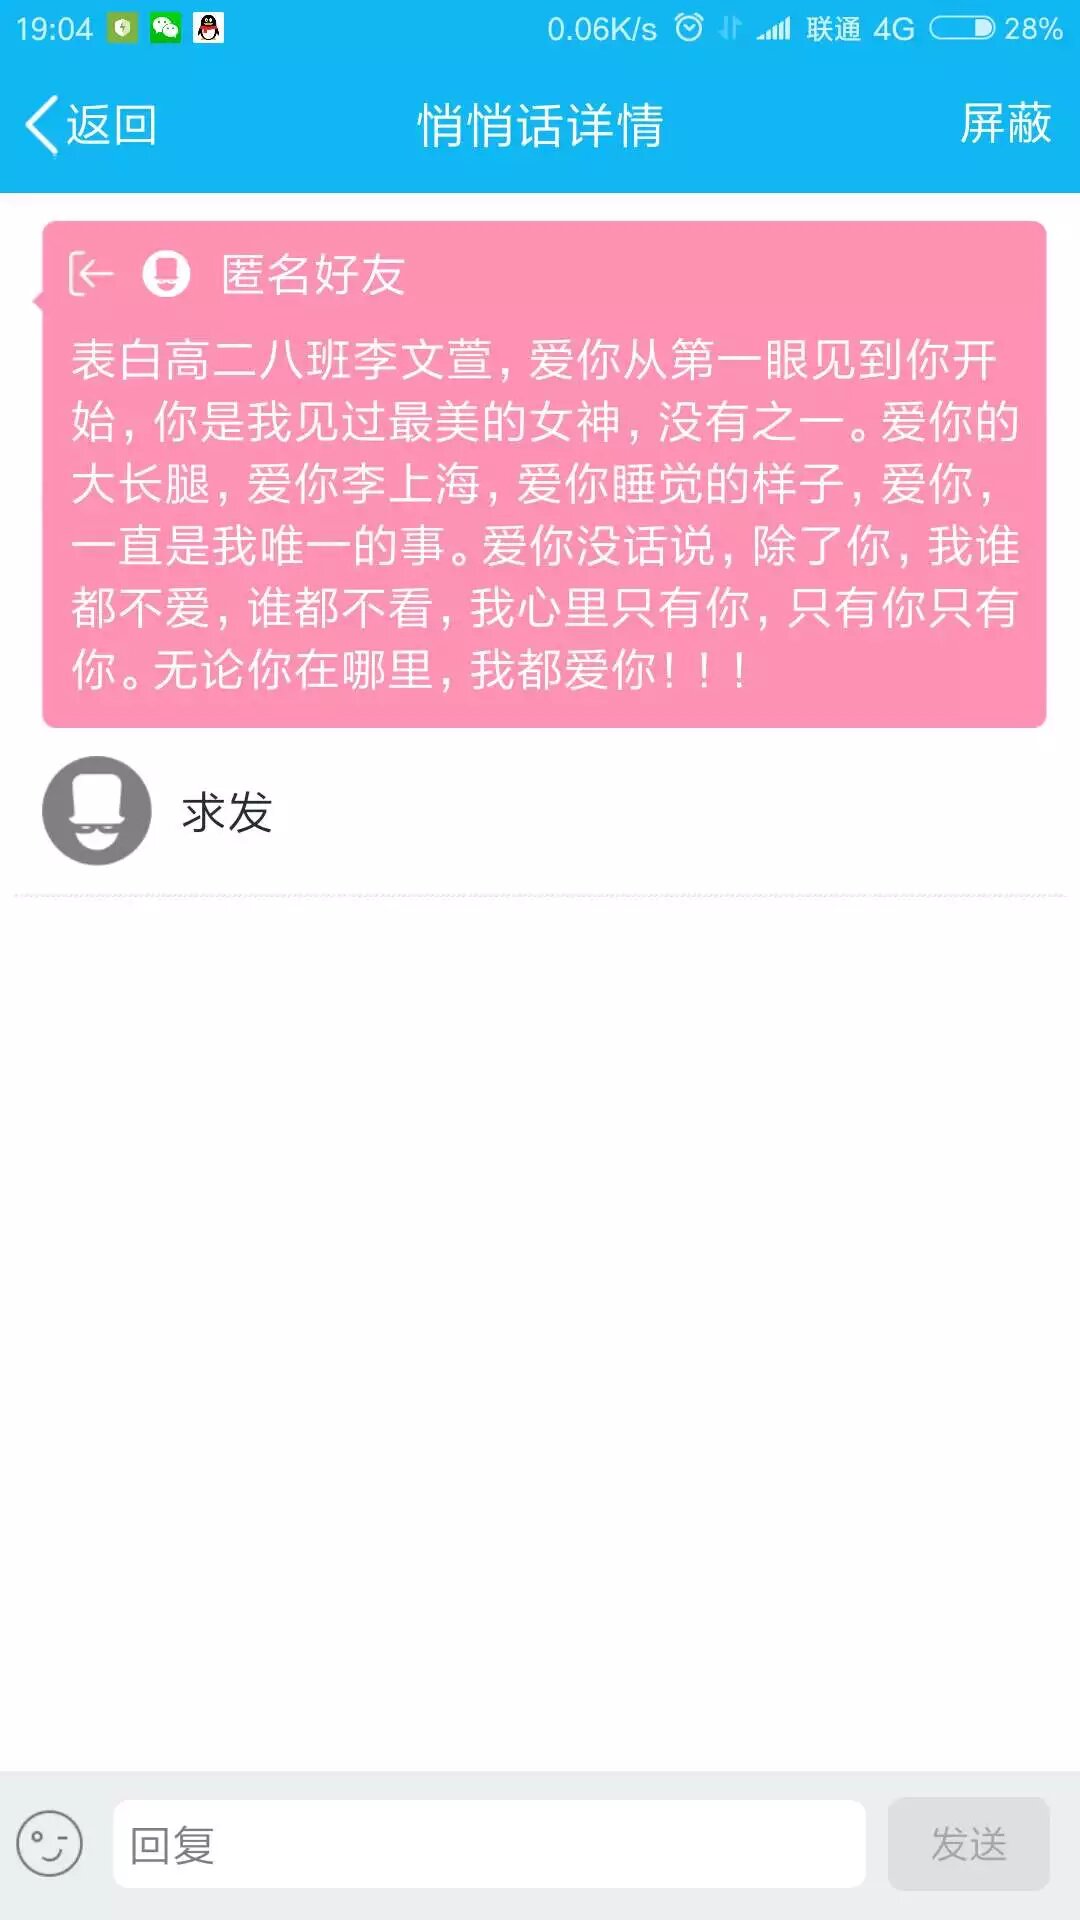 19:04 0.06K/s 联通 4G 28%
返回 悄悄话详情 屏蔽
匿名好友
表白高二八班李文萱，爱你从第一眼见到你开
始，你是我见过最美的女神，没有之一。爱你的
大长腿，爱你李上海，爱你睡觉的样子，爱你，
一直是我唯一的事。爱你没话说，除了你，我谁
都不爱，谁都不看，我心里只有你，只有你只有
你。无论你在哪里，我都爱你！！！
求发
回复 发送